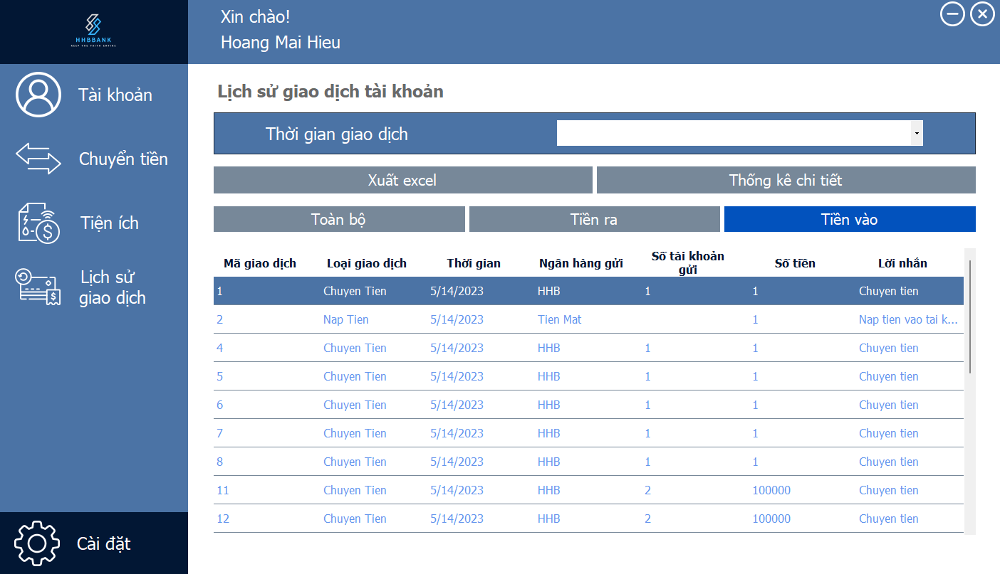 HHBBANK
KEEP THE FAITH ENTIRE
Xin chào!
Hoang Mai Hieu
Tài khoản
Chuyển tiền
Tiện ích
Lịch sử
giao dịch
Cài đặt
Lịch sử giao dịch tài khoản
Thời gian giao dịch
Xuất excel Thống kê chi tiết
Toàn bộ Tiền ra Tiền vào
Mã giao dịch Loại giao dịch Thời gian Ngân hàng gửi Số tài khoản gửi Số tiền Lời nhắn
1 Chuyen Tien 5/14/2023 HHB 1 1 Chuyen tien
2 Nap Tien 5/14/2023 Tien Mat 1 Nap tien vao tai k...
4 Chuyen Tien 5/14/2023 HHB 1 1 Chuyen tien
5 Chuyen Tien 5/14/2023 HHB 1 1 Chuyen tien
6 Chuyen Tien 5/14/2023 HHB 1 1 Chuyen tien
7 Chuyen Tien 5/14/2023 HHB 1 1 Chuyen tien
8 Chuyen Tien 5/14/2023 HHB 1 1 Chuyen tien
11 Chuyen Tien 5/14/2023 HHB 2 100000 Chuyen tien
12 Chuyen Tien 5/14/2023 HHB 2 100000 Chuyen tien